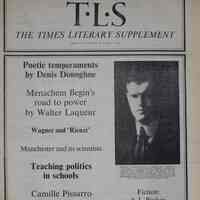 T·L·S
THE TIMES LITERARY SUPPLEMENT
Poetic temperaments
by Denis Donoghue
Menachem Begin's
road to power
by Walter Laqueur
Wagner and 'Rienzi'
Manchester and its scientists
Teaching politics
in schools
Camille Pissarro
Fiction: